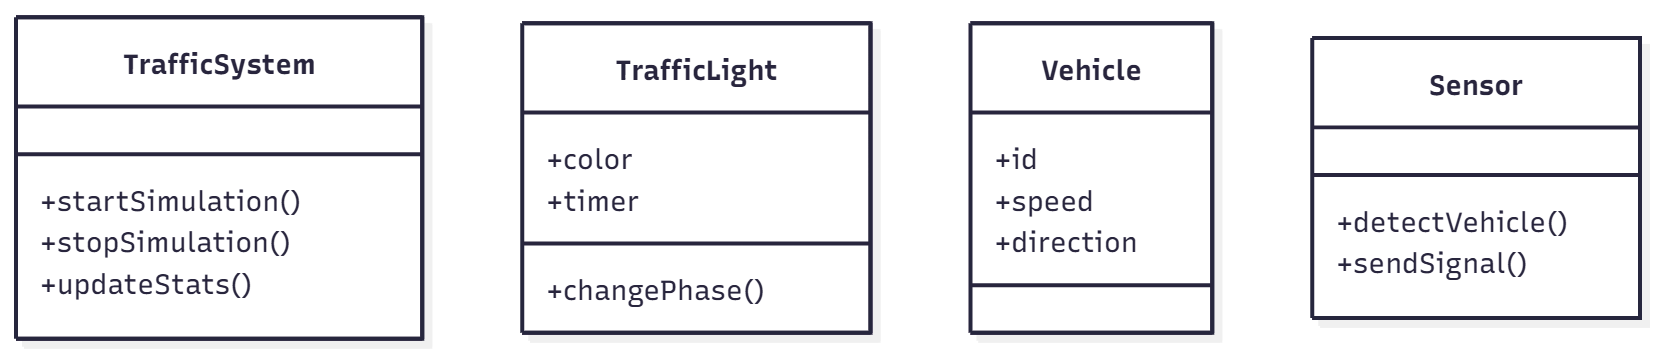 TrafficSystem
+startSimulation()
+stopSimulation()
+updateStats()
TrafficLight
+color
+timer
+changePhase()
Vehicle
+id
+speed
+direction
Sensor
+detectVehicle()
+sendSignal()